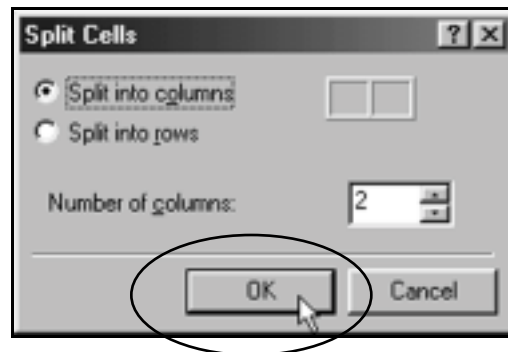 Split Cells
Split into columns
Split into rows
Number of columns: 2
OK Cancel